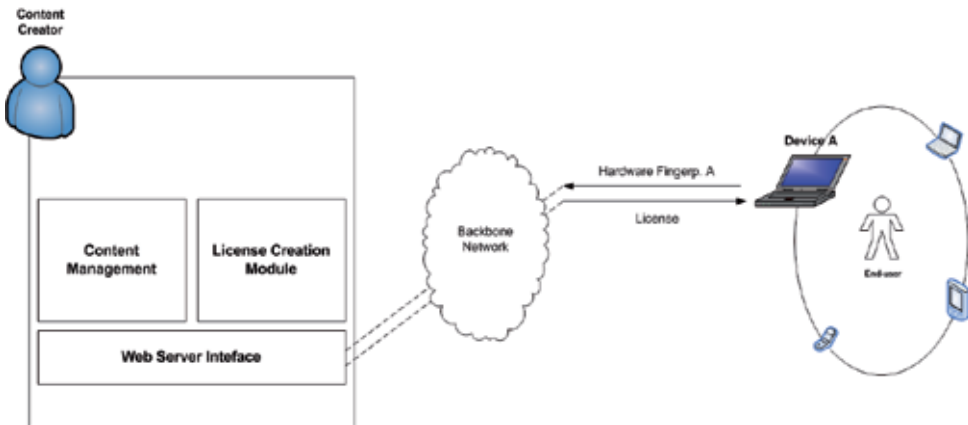 Content
Creator
Content
Management
License Creation
Module
Web Server Inteface
Backbone
Network
Hardware Fingerp. A
License
Device A
End-user